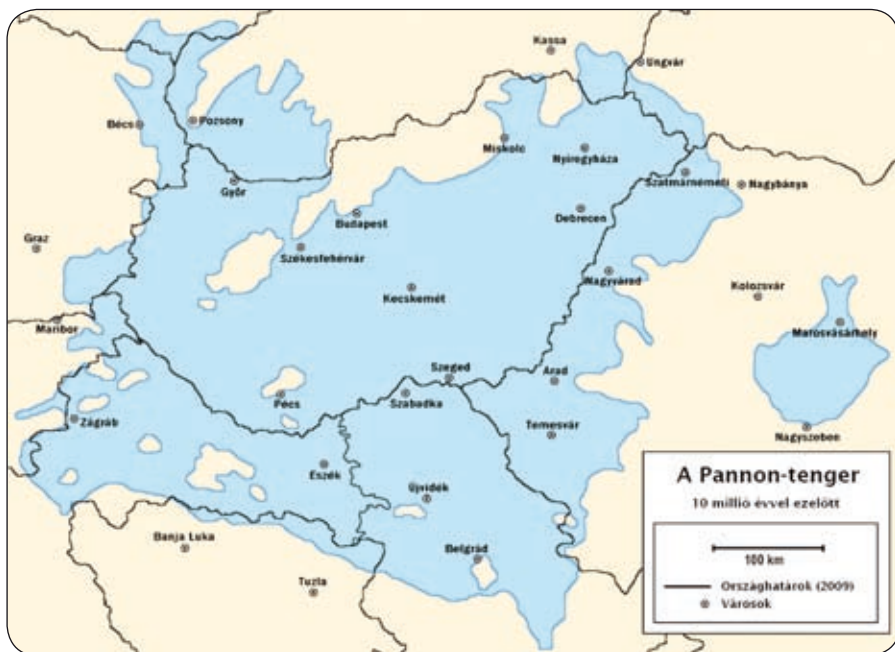 Kassa
Ungvár
Bécs
Pozsony
Miskolc
Nyíregyháza
Győr
Szatmárnémeti
Nagybánya
Budapest
Debrecen
Graz
Székesfehérvár
Nagyvárad
Kecskemét
Kolozsvár
Maribor
Marosvásárhely
Szeged
Arad
Pécs
Szabadka
Zágráb
Temesvár
Nagyszeben
Eszék
Újvidék
Banja Luka
Belgrád
Tuzla
A Pannon-tenger
10 millió évvel ezelőtt
100 km
Országhatárok (2009)
Városok